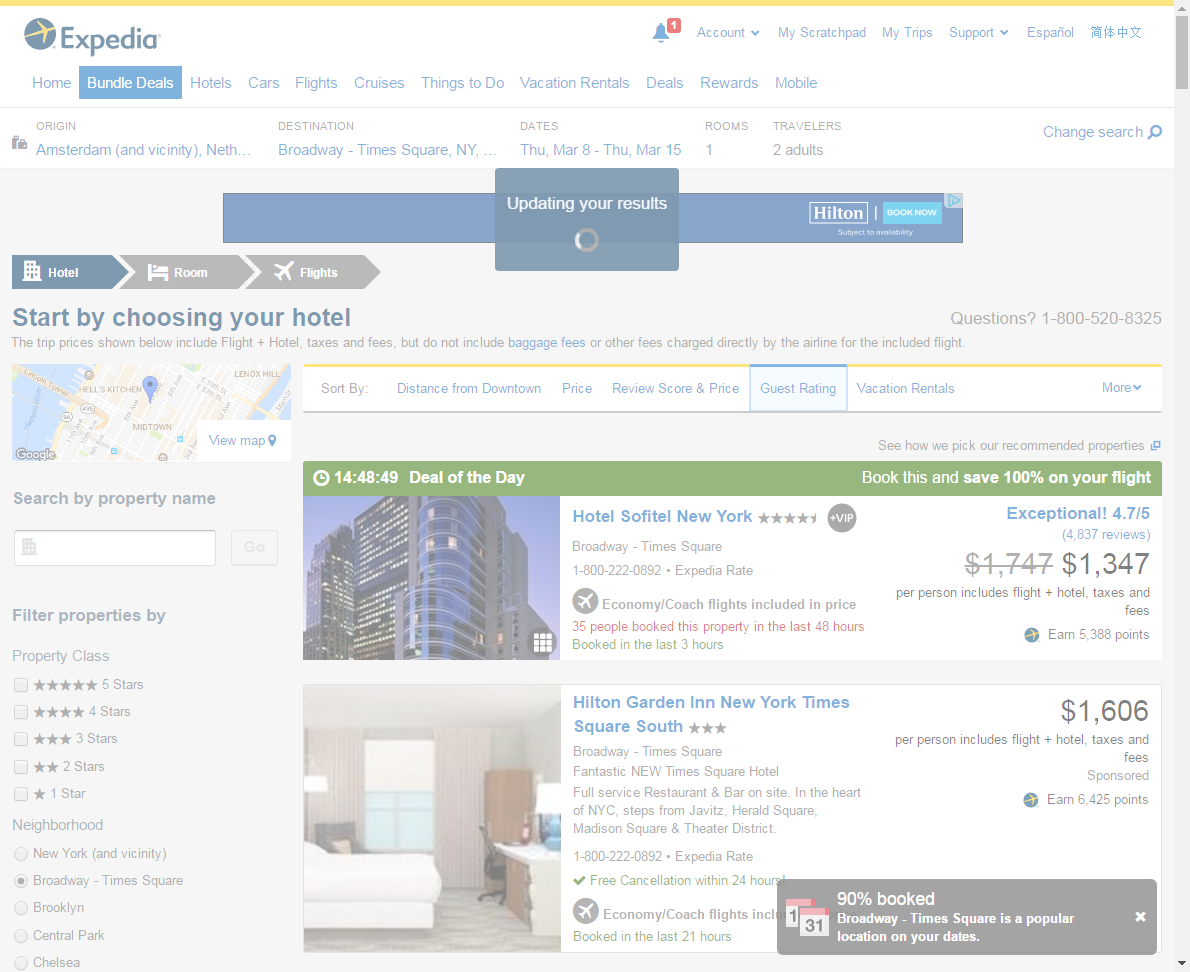 Expedia
1
Account
My Scratchpad
My Trips
Support
Español
简体中文
Home
Bundle Deals
Hotels
Cars
Flights
Cruises
Things to Do
Vacation Rentals
Deals
Rewards
Mobile
ORIGIN
Amsterdam (and vicinity), Neth...
DESTINATION
Broadway - Times Square, NY, ...
DATES
Thu, Mar 8 - Thu, Mar 15
ROOMS
1
TRAVELERS
2 adults
Change search
Updating your results
Hilton
BOOK NOW
Subject to availability
Hotel
Room
Flights
Start by choosing your hotel
Questions? 1-800-520-8325
The trip prices shown below include Flight + Hotel, taxes and fees, but do not include baggage fees or other fees charged directly by the airline for the included flight.
Lincoln Tunnel
HELL'S KITCHEN
LENOX HILL
495
9A
MIDTOWN
Google
View map
Sort By:
Distance from Downtown
Price
Review Score & Price
Guest Rating
Vacation Rentals
More
See how we pick our recommended properties
Search by property name
Go
Filter properties by
Property Class
5 Stars
4 Stars
3 Stars
2 Stars
1 Star
Neighborhood
New York (and vicinity)
Broadway - Times Square
Brooklyn
Central Park
Chelsea
14:48:49 Deal of the Day
Book this and save 100% on your flight
Hotel Sofitel New York
+VIP
Broadway - Times Square
1-800-222-0892 • Expedia Rate
Economy/Coach flights included in price
35 people booked this property in the last 48 hours
Booked in the last 3 hours
Exceptional! 4.7/5
(4,837 reviews)
$1,747 $1,347
per person includes flight + hotel, taxes and
fees
Earn 5,388 points
Hilton Garden Inn New York Times
Square South
Broadway - Times Square
Fantastic NEW Times Square Hotel
Full service Restaurant & Bar on site. In the heart
of NYC, steps from Javitz, Herald Square,
Madison Square & Theater District.
1-800-222-0892 • Expedia Rate
Free Cancellation within 24 hours!
Economy/Coach flights inclu
Booked in the last 21 hours
$1,606
per person includes flight + hotel, taxes and
fees
Sponsored
Earn 6,425 points
1
31
90% booked
Broadway - Times Square is a popular
location on your dates.